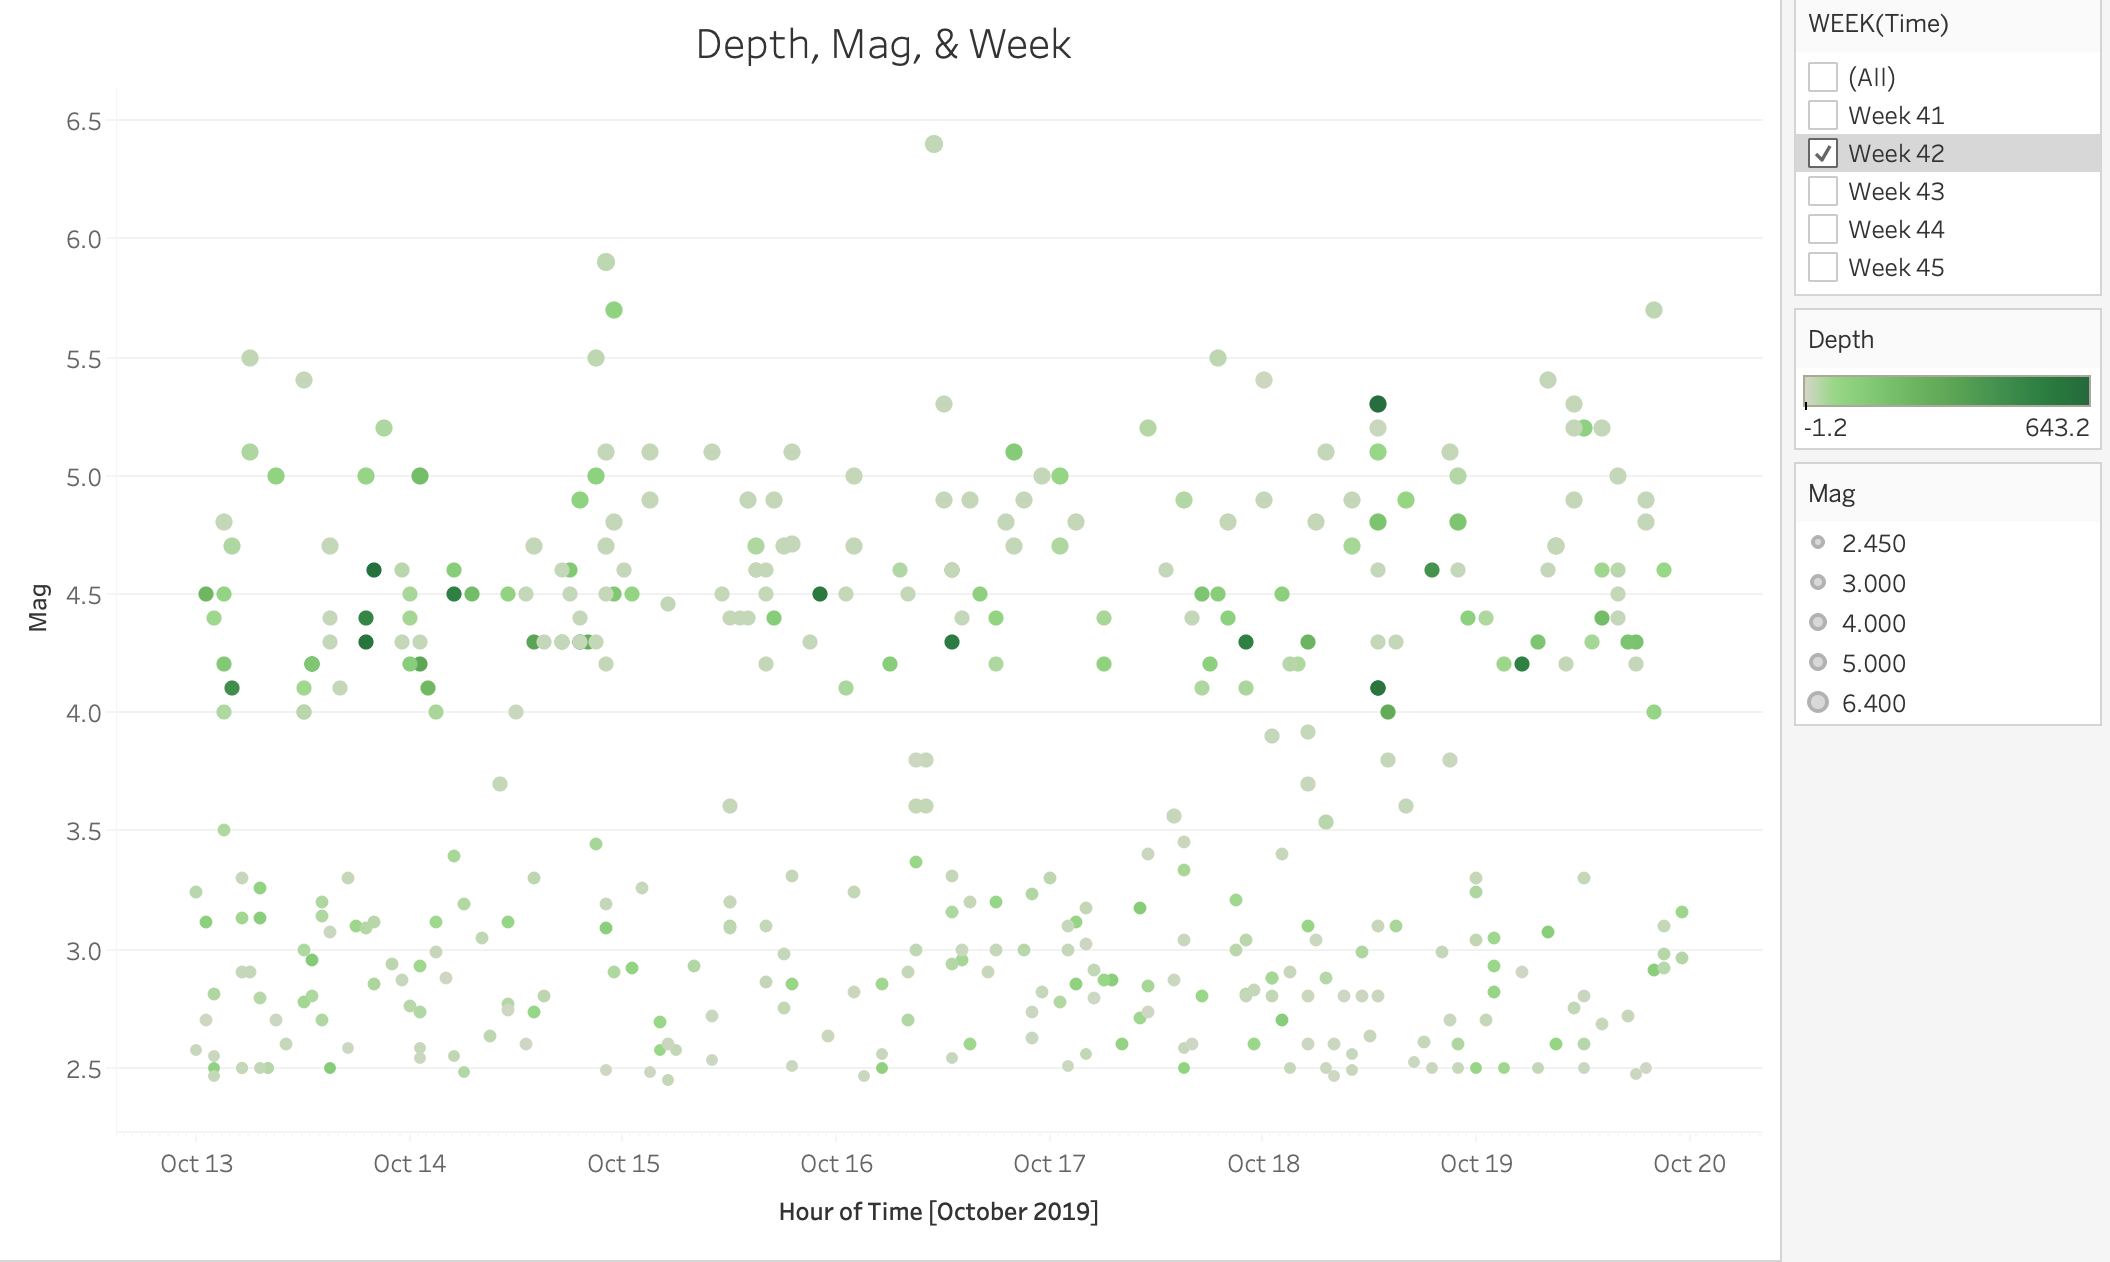 Depth, Mag, & Week
6.5
6.0
5.5
5.0
4.5
4.0
3.5
3.0
2.5
Mag
Oct 13 Oct 14 Oct 15 Oct 16 Oct 17 Oct 18 Oct 19 Oct 20
Hour of Time [October 2019]
WEEK(Time)
(All)
Week 41
Week 42
Week 43
Week 44
Week 45
Depth
-1.2 643.2
Mag
2.450
3.000
4.000
5.000
6.400